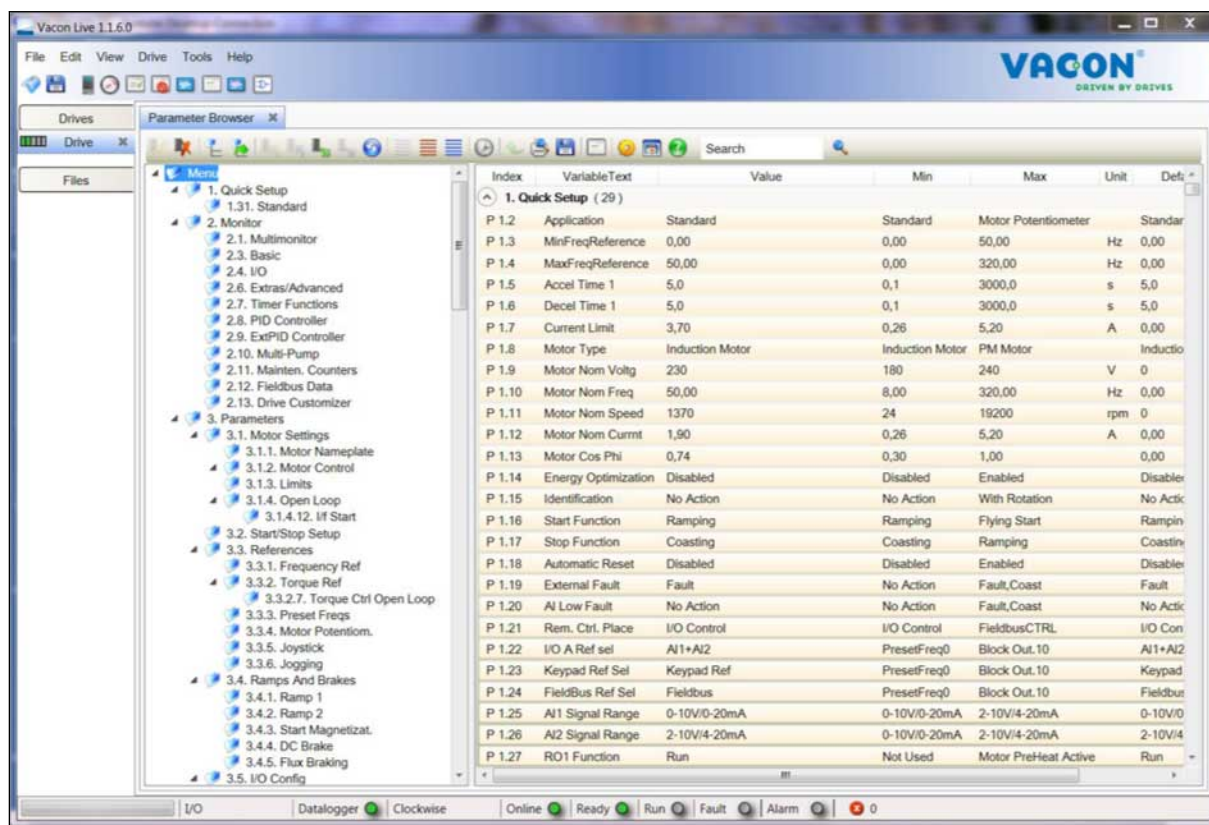 Vacon Live 1.1.6.0
File Edit View Drive Tools Help
VACON®
DRIVEN BY DRIVES
Drives
Drive
Files
Parameter Browser
Search
Menu
1. Quick Setup
1.31. Standard
2. Monitor
2.1. Multimonitor
2.3. Basic
2.4. I/O
2.6. Extras/Advanced
2.7. Timer Functions
2.8. PID Controller
2.9. ExtPID Controller
2.10. Multi-Pump
2.11. Mainten. Counters
2.12. Fieldbus Data
2.13. Drive Customizer
3. Parameters
3.1. Motor Settings
3.1.1. Motor Nameplate
3.1.2. Motor Control
3.1.3. Limits
3.1.4. Open Loop
3.1.4.12. I/f Start
3.2. Start/Stop Setup
3.3. References
3.3.1. Frequency Ref
3.3.2. Torque Ref
3.3.2.7. Torque Ctrl Open Loop
3.3.3. Preset Freqs
3.3.4. Motor Potentiom.
3.3.5. Joystick
3.3.6. Jogging
3.4. Ramps And Brakes
3.4.1. Ramp 1
3.4.2. Ramp 2
3.4.3. Start Magnetizat.
3.4.4. DC Brake
3.4.5. Flux Braking
3.5. I/O Config
Index VariableText Value Min Max Unit Defa
1. Quick Setup ( 29 )
P 1.2 Application Standard Standard Motor Potentiometer Standar
P 1.3 MinFreqReference 0,00 0,00 50,00 Hz 0,00
P 1.4 MaxFreqReference 50,00 0,00 320,00 Hz 0,00
P 1.5 Accel Time 1 5,0 0,1 3000,0 s 5,0
P 1.6 Decel Time 1 5,0 0,1 3000,0 s 5,0
P 1.7 Current Limit 3,70 0,26 5,20 A 0,00
P 1.8 Motor Type Induction Motor Induction Motor PM Motor Inductio
P 1.9 Motor Nom Voltg 230 180 240 V 0
P 1.10 Motor Nom Freq 50,00 8,00 320,00 Hz 0,00
P 1.11 Motor Nom Speed 1370 24 19200 rpm 0
P 1.12 Motor Nom Currnt 1,90 0,26 5,20 A 0,00
P 1.13 Motor Cos Phi 0,74 0,30 1,00 0,00
P 1.14 Energy Optimization Disabled Disabled Enabled Disable
P 1.15 Identification No Action No Action With Rotation No Actic
P 1.16 Start Function Ramping Ramping Flying Start Rampin
P 1.17 Stop Function Coasting Coasting Ramping Coastin
P 1.18 Automatic Reset Disabled Disabled Enabled Disable
P 1.19 External Fault Fault No Action Fault,Coast Fault
P 1.20 AI Low Fault No Action No Action Fault,Coast No Actic
P 1.21 Rem. Ctrl. Place I/O Control I/O Control FieldbusCTRL I/O Con
P 1.22 I/O A Ref sel AI1+AI2 PresetFreq0 Block Out.10 AI1+AI2
P 1.23 Keypad Ref Sel Keypad Ref PresetFreq0 Block Out.10 Keypad
P 1.24 FieldBus Ref Sel Fieldbus PresetFreq0 Block Out.10 Fieldbus
P 1.25 AI1 Signal Range 0-10V/0-20mA 0-10V/0-20mA 2-10V/4-20mA 0-10V/0
P 1.26 AI2 Signal Range 2-10V/4-20mA 0-10V/0-20mA 2-10V/4-20mA 2-10V/4
P 1.27 RO1 Function Run Not Used Motor PreHeat Active Run
I/O Datalogger Clockwise Online Ready Run Fault Alarm 0